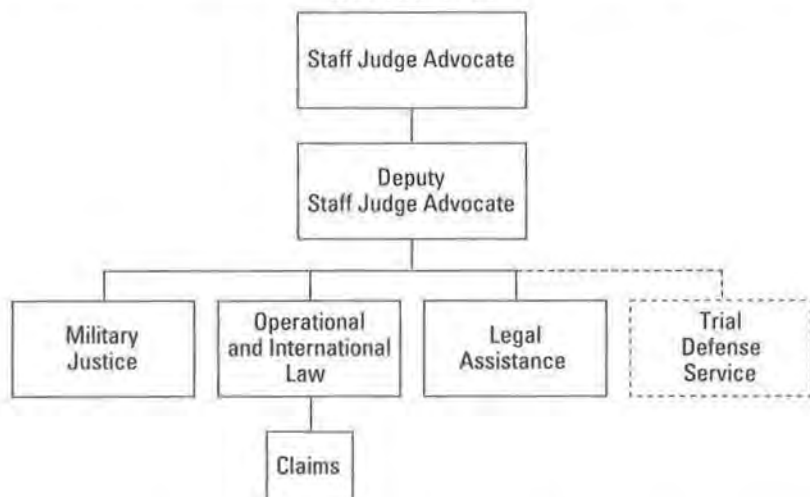 Staff Judge Advocate
Deputy
Staff Judge Advocate
Military
Justice
Operational
and International
Law
Legal
Assistance
Trial
Defense
Service
Claims